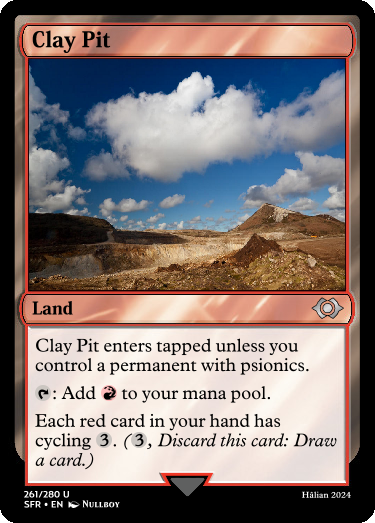 Clay Pit
Land
Clay Pit enters tapped unless you
control a permanent with psionics.
: Add to your mana pool.
Each red card in your hand has
cycling 3. (3, Discard this card: Draw
a card.)
261/280 U
SFR • EN Nullboy
Hålian 2024